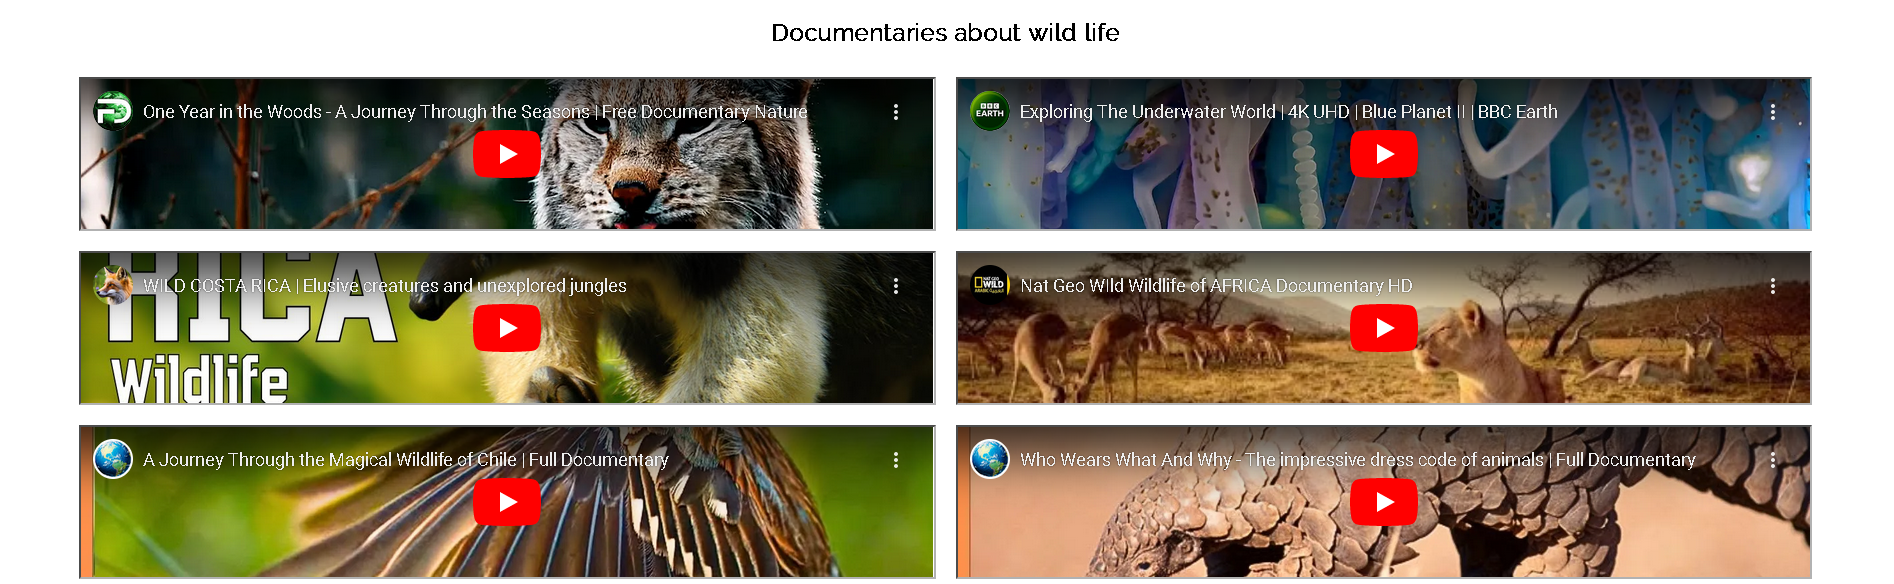 Documentaries about wild life
One Year in the Woods - A Journey Through the Seasons | Free Documentary Nature
Exploring The Underwater World | 4K UHD | Blue Planet II | BBC Earth
BBC
EARTH
WILD COSTA RICA | Elusive creatures and unexplored jungles
RICA
Wildlife
Nat Geo WIld Wildlife of AFRICA Documentary HD
NAT GEO
WILD
A Journey Through the Magical Wildlife of Chile | Full Documentary
Who Wears What And Why - The impressive dress code of animals | Full Documentary